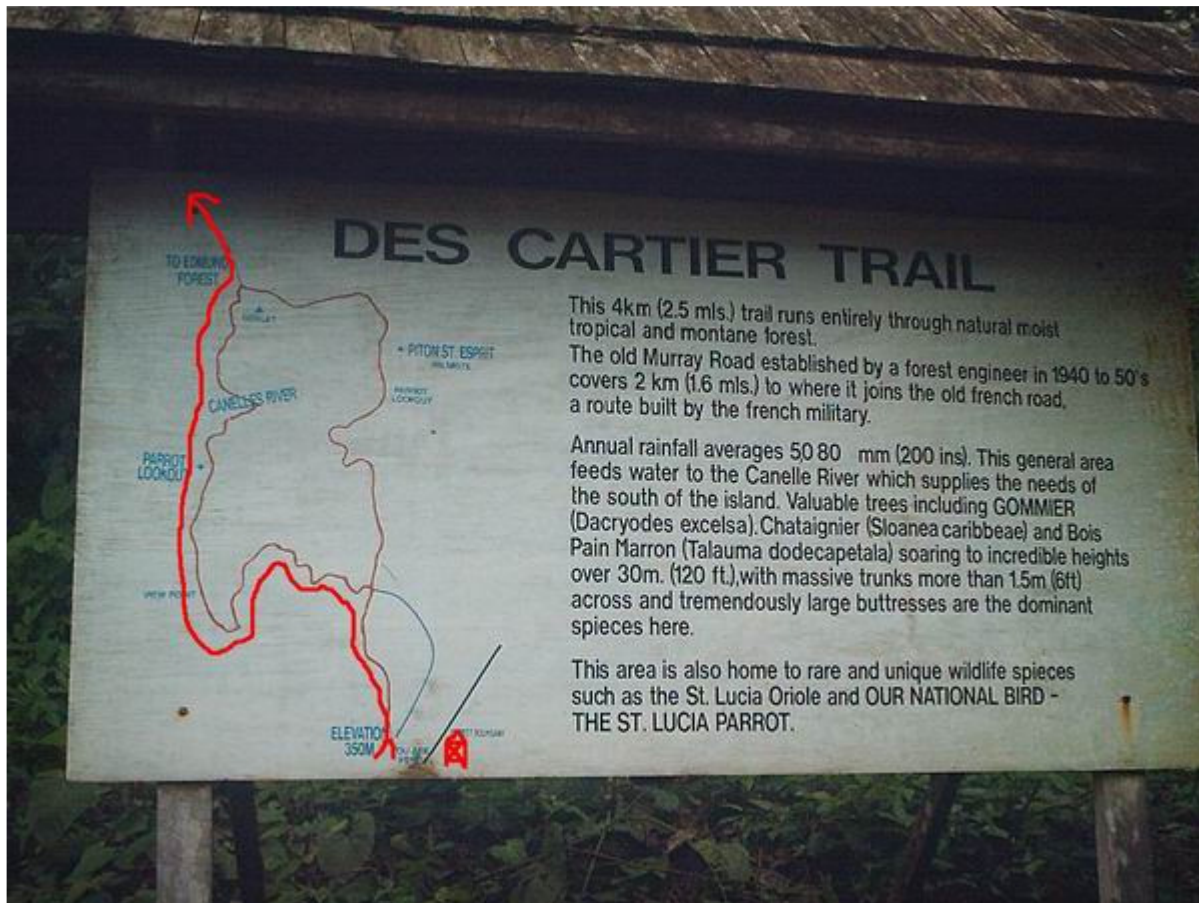 DES CARTIER TRAIL
TO EDMUND
FOREST
PITON ST. ESPRIT
PARROT
LOOKOUT
CANELLES RIVER
PARROT
LOOKOUT
VIEW POINT
ELEVATION
350M
YOU ARE
This 4km (2.5 mls.) trail runs entirely through natural moist
tropical and montane forest.
The old Murray Road established by a forest engineer in 1940 to 50's
covers 2 km (1.6 mls.) to where it joins the old french road,
a route built by the french military.
Annual rainfall averages 5,080 mm (200 ins). This general area
feeds water to the Canelle River which supplies the needs of
the south of the island. Valuable trees including GOMMIER
(Dacryodes excelsa), Chataignier (Sloanea caribbeae) and Bois
Pain Marron (Talauma dodecapetala) soaring to incredible heights
over 30m. (120 ft.),with massive trunks more than 1.5m (6ft)
across and tremendously large buttresses are the dominant
spieces here.
This area is also home to rare and unique wildlife spieces
such as the St. Lucia Oriole and OUR NATIONAL BIRD -
THE ST. LUCIA PARROT.